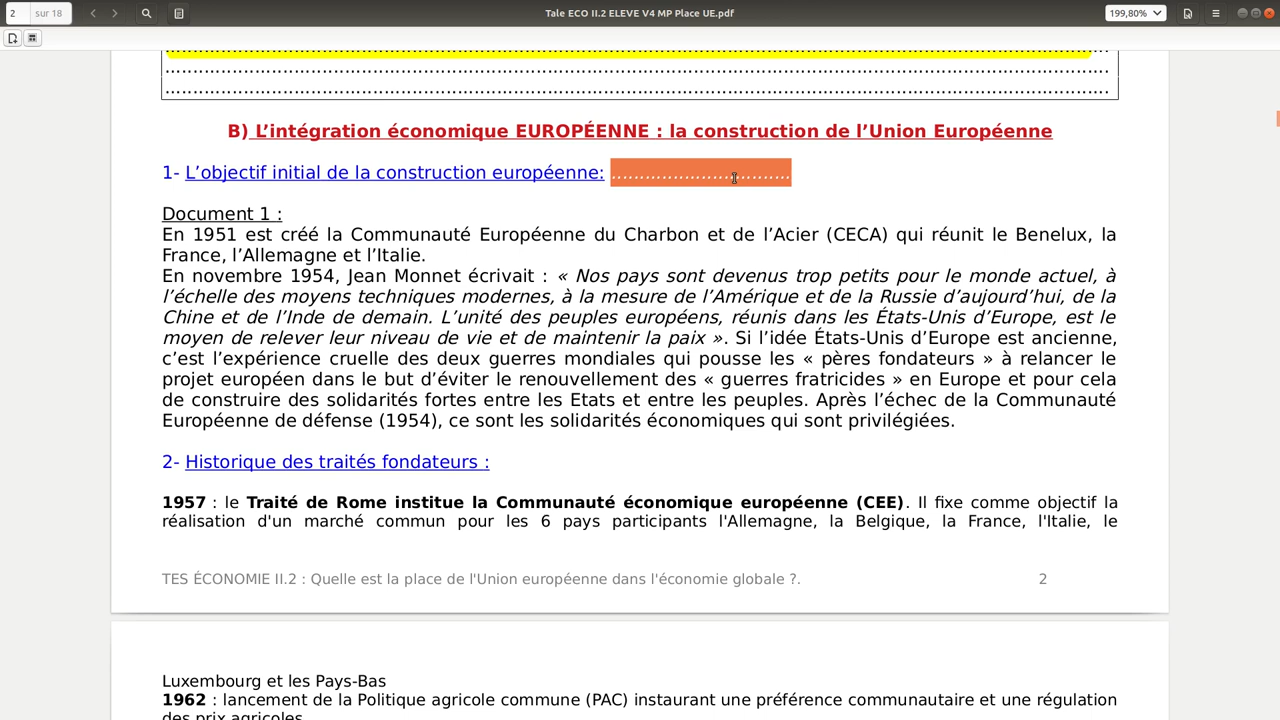 2 sur 18
Tale ECO II.2 ELEVE V4 MP Place UE.pdf
199,80%
................................................................................
................................................................................
................................................................................
B) L’intégration économique EUROPÉENNE : la construction de l’Union Européenne
1- L’objectif initial de la construction européenne: ................................
Document 1 :
En 1951 est créé la Communauté Européenne du Charbon et de l’Acier (CECA) qui réunit le Benelux, la
France, l’Allemagne et l’Italie.
En novembre 1954, Jean Monnet écrivait : « Nos pays sont devenus trop petits pour le monde actuel, à
l’échelle des moyens techniques modernes, à la mesure de l’Amérique et de la Russie d’aujourd’hui, de la
Chine et de l’Inde de demain. L’unité des peuples européens, réunis dans les États-Unis d’Europe, est le
moyen de relever leur niveau de vie et de maintenir la paix ». Si l’idée États-Unis d’Europe est ancienne,
c’est l’expérience cruelle des deux guerres mondiales qui pousse les « pères fondateurs » à relancer le
projet européen dans le but d’éviter le renouvellement des « guerres fratricides » en Europe et pour cela
de construire des solidarités fortes entre les Etats et entre les peuples. Après l’échec de la Communauté
Européenne de défense (1954), ce sont les solidarités économiques qui sont privilégiées.
2- Historique des traités fondateurs :
1957 : le Traité de Rome institue la Communauté économique européenne (CEE). Il fixe comme objectif la
réalisation d'un marché commun pour les 6 pays participants l'Allemagne, la Belgique, la France, l'Italie, le
TES ÉCONOMIE II.2 : Quelle est la place de l'Union européenne dans l'économie globale ?. 2
Luxembourg et les Pays-Bas
1962 : lancement de la Politique agricole commune (PAC) instaurant une préférence communautaire et une régulation
des prix agricoles